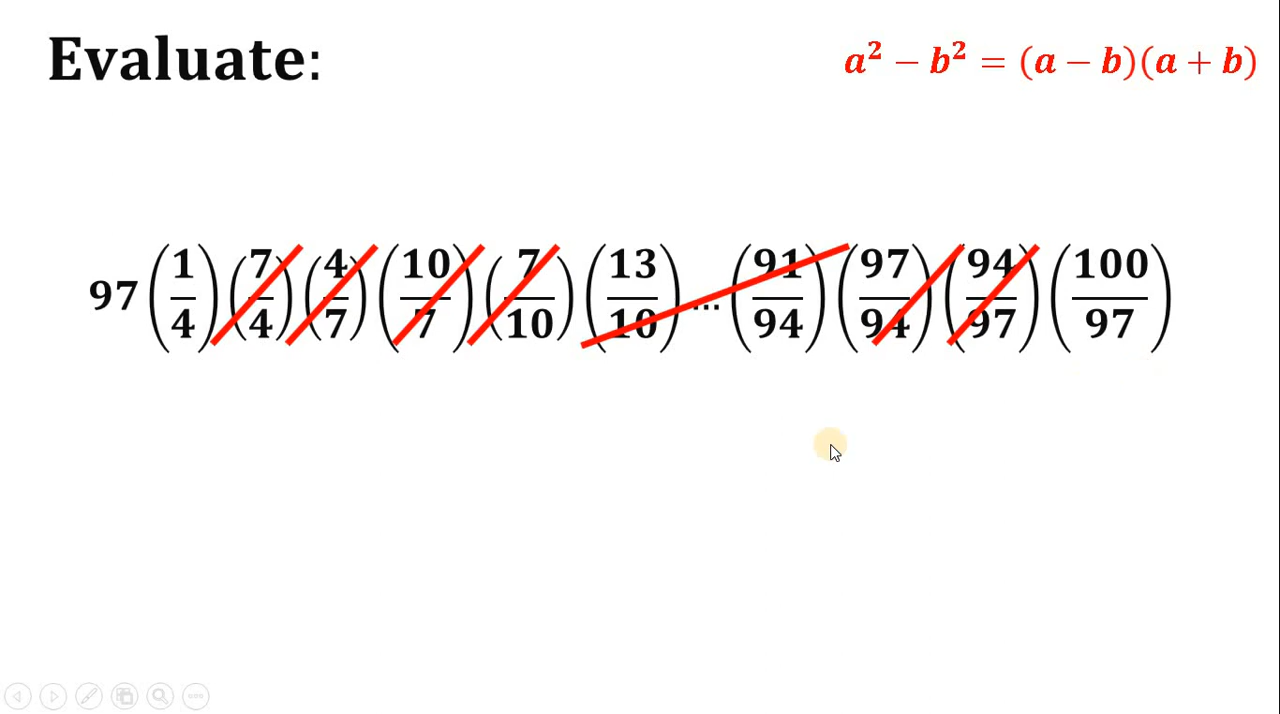 Evaluate: a² − b² = (a − b)(a + b)
97(1/4)(7/4)(4/7)(10/7)(7/10)(13/10)...(91/94)(97/94)(94/97)(100/97)